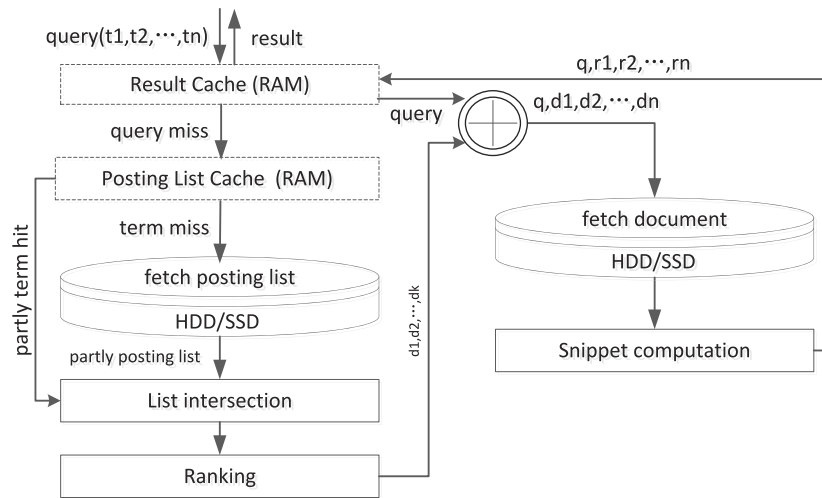 query(t1,t2,⋯,tn)
result
Result Cache (RAM)
q,r1,r2,⋯,rn
query
q,d1,d2,⋯,dn
query miss
Posting List Cache (RAM)
term miss
partly term hit
fetch posting list
HDD/SSD
fetch document
HDD/SSD
partly posting list
d1,d2,⋯,dk
List intersection
Snippet computation
Ranking